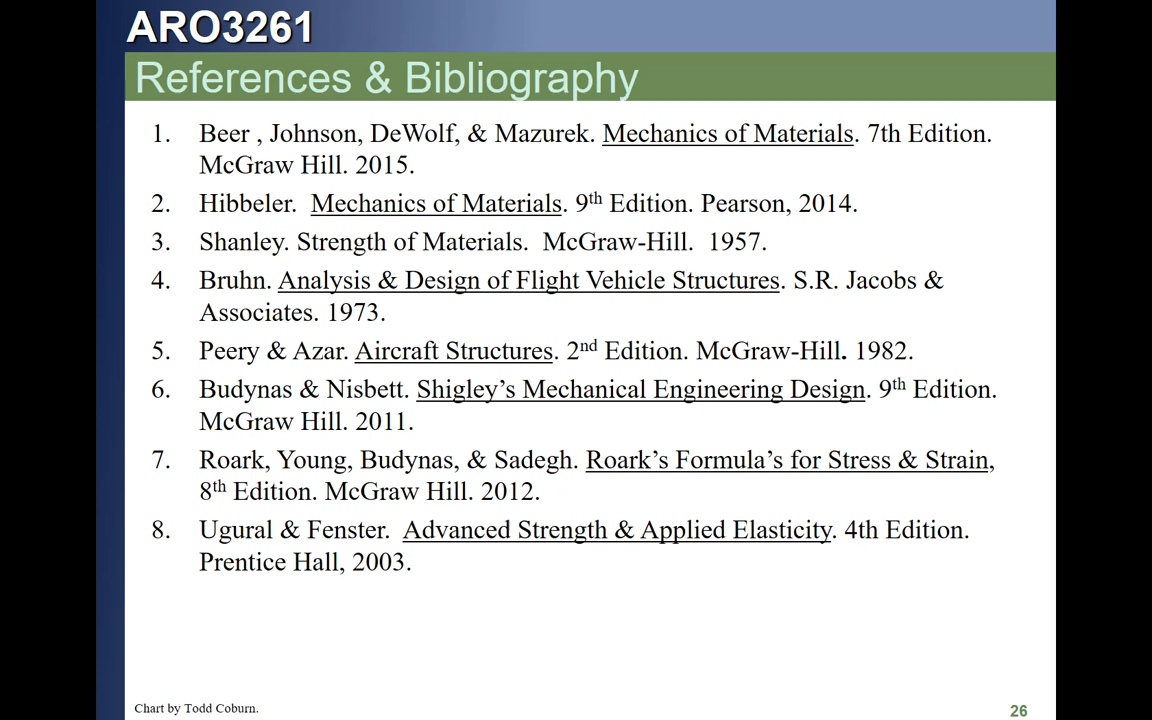 ARO3261
References & Bibliography
1. Beer , Johnson, DeWolf, & Mazurek. Mechanics of Materials. 7th Edition.
McGraw Hill. 2015.
2. Hibbeler. Mechanics of Materials. 9th Edition. Pearson, 2014.
3. Shanley. Strength of Materials. McGraw-Hill. 1957.
4. Bruhn. Analysis & Design of Flight Vehicle Structures. S.R. Jacobs &
Associates. 1973.
5. Peery & Azar. Aircraft Structures. 2nd Edition. McGraw-Hill. 1982.
6. Budynas & Nisbett. Shigley’s Mechanical Engineering Design. 9th Edition.
McGraw Hill. 2011.
7. Roark, Young, Budynas, & Sadegh. Roark’s Formula’s for Stress & Strain,
8th Edition. McGraw Hill. 2012.
8. Ugural & Fenster. Advanced Strength & Applied Elasticity. 4th Edition.
Prentice Hall, 2003.
Chart by Todd Coburn.
26